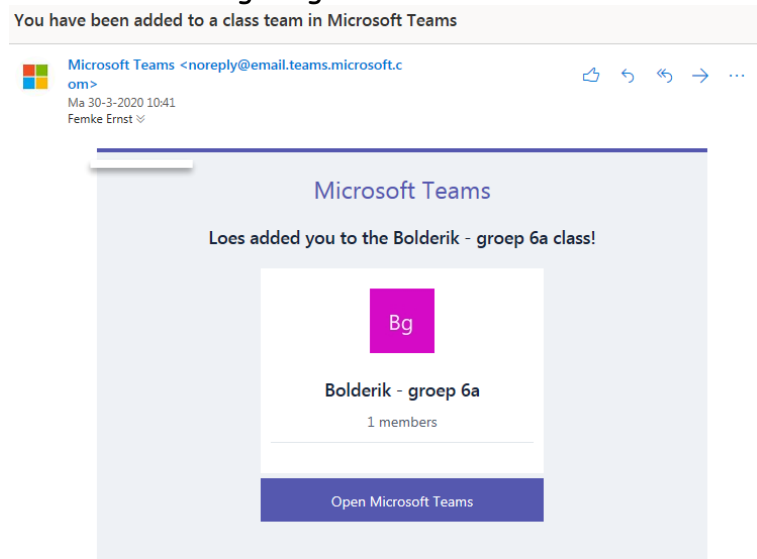 You have been added to a class team in Microsoft Teams
Microsoft Teams <noreply@email.teams.microsoft.c
om>
Ma 30-3-2020 10:41
Femke Ernst
Microsoft Teams
Loes added you to the Bolderik - groep 6a class!
Bg
Bolderik - groep 6a
1 members
Open Microsoft Teams